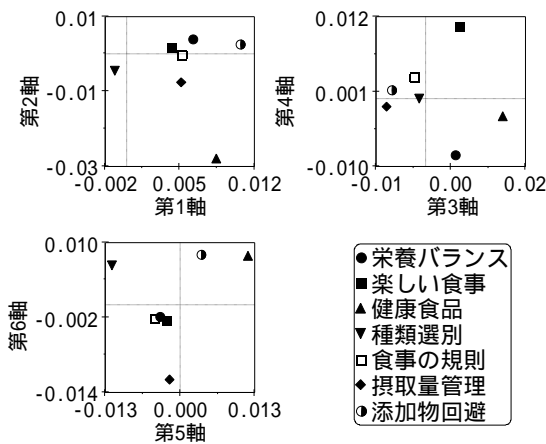 0.01
-0.01
-0.03
-0.002 0.005 0.012
第1軸
第2軸
0.012
0.001
-0.010
-0.01 0.00 0.02
第3軸
第4軸
0.010
-0.002
-0.014
-0.013 0.000 0.013
第5軸
第6軸
栄養バランス
楽しい食事
健康食品
種類選別
食事の規則
摂取量管理
添加物回避